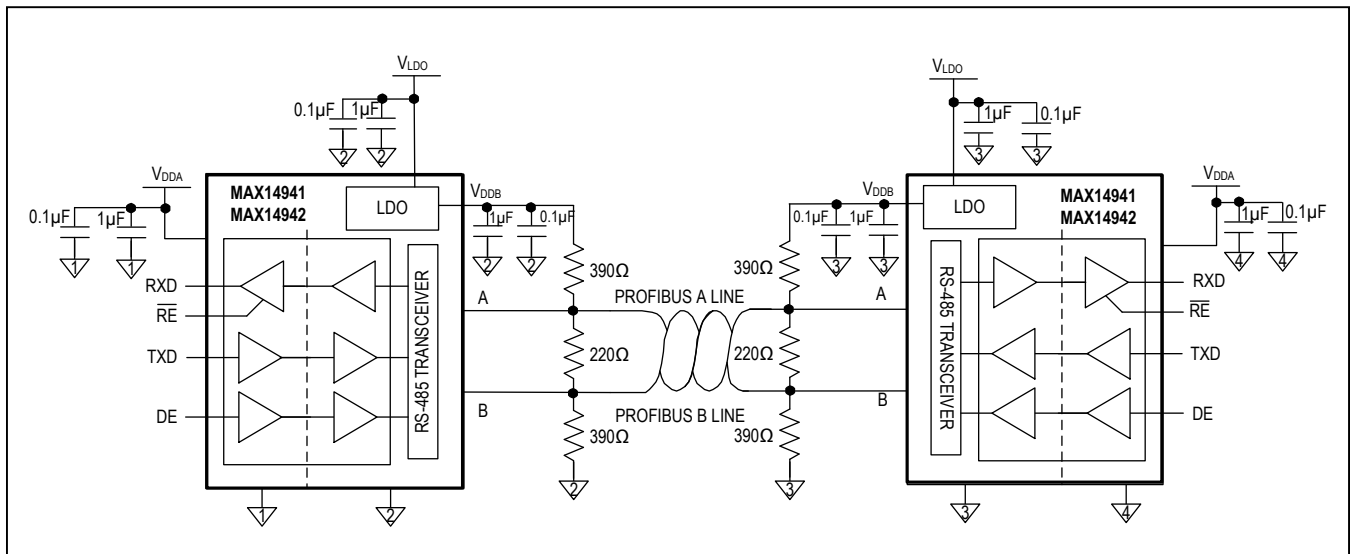 VLDO
0.1µF 1µF
2 2
VDDA
0.1µF 1µF
1 1
MAX14941
MAX14942
LDO
VDDB
1µF 0.1µF
2 2
RXD
RE
TXD
DE
RS-485 TRANSCEIVER
A
B
390Ω
220Ω
390Ω
2
1 2
PROFIBUS A LINE
PROFIBUS B LINE
VLDO
1µF 0.1µF
3 3
VDDB
0.1µF 1µF
3 3
390Ω
220Ω
390Ω
3
A
B
LDO
MAX14941
MAX14942
RS-485 TRANSCEIVER
VDDA
1µF 0.1µF
4 4
RXD
RE
TXD
DE
3 4